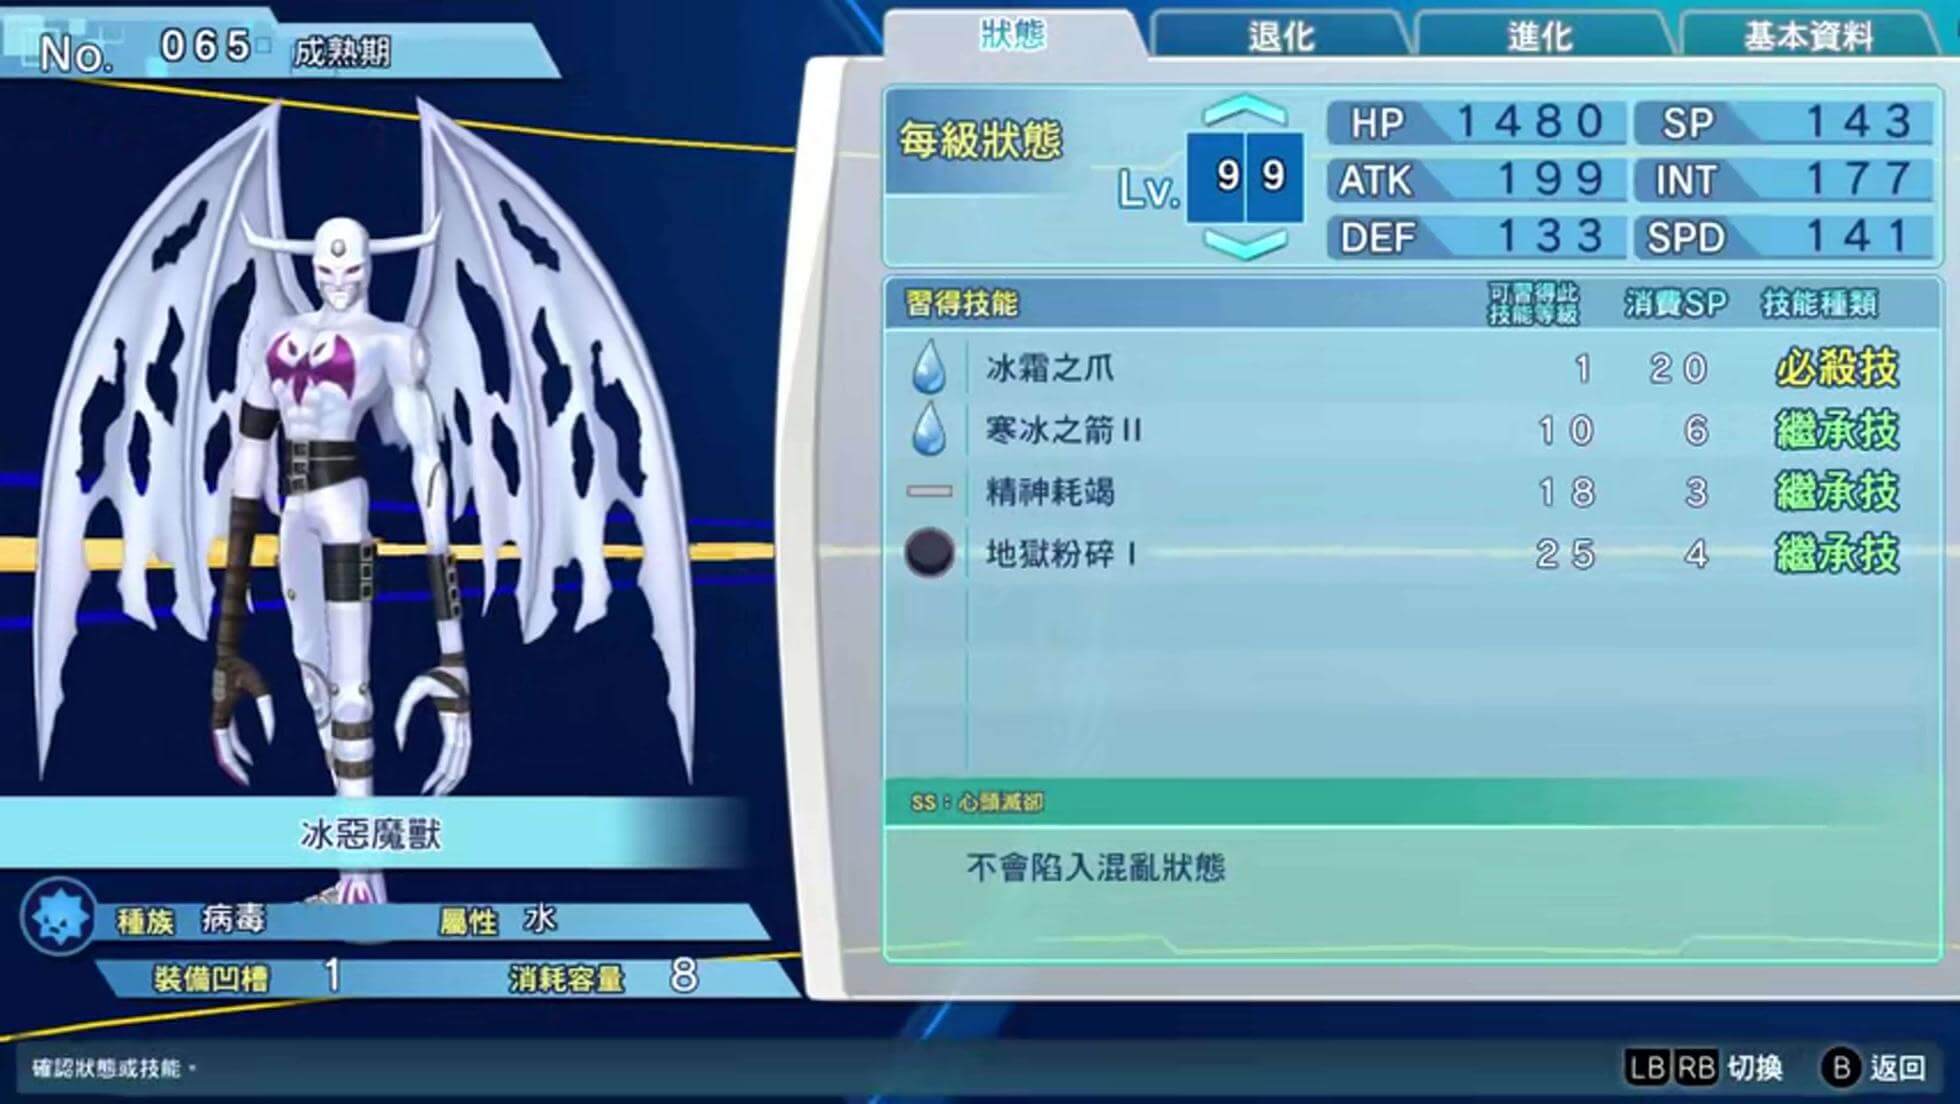 No. 065 成熟期
狀態 退化 進化 基本資料
每級狀態
Lv. 99
HP 1480 SP 143
ATK 199 INT 177
DEF 133 SPD 141
習得技能 可習得此技能等級 消費SP 技能種類
冰霜之爪 1 20 必殺技
寒冰之箭 II 10 6 繼承技
精神耗竭 18 3 繼承技
地獄粉碎 I 25 4 繼承技
SS：心頭滅卻
不會陷入混亂狀態
冰惡魔獸
種族 病毒 屬性 水
裝備凹槽 1 消耗容量 8
確認狀態或技能。
LB RB 切換 B 返回